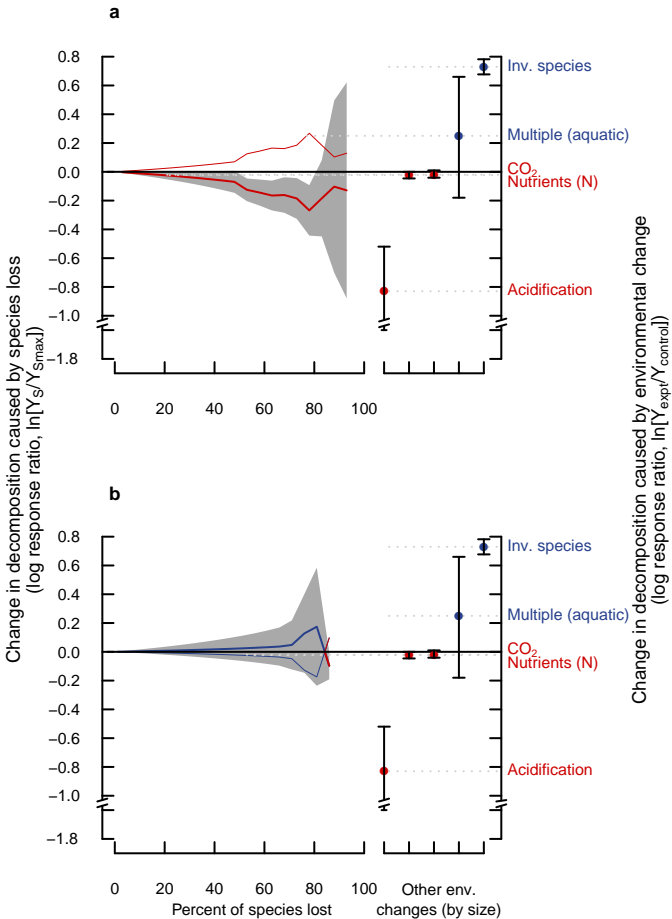 a
0.8
0.6
0.4
0.2
0.0
−0.2
−0.4
−0.6
−0.8
−1.0
−1.8
Inv. species
Multiple (aquatic)
CO2
Nutrients (N)
Acidification
0 20 40 60 80 100
b
0.8
0.6
0.4
0.2
0.0
−0.2
−0.4
−0.6
−0.8
−1.0
−1.8
Inv. species
Multiple (aquatic)
CO2
Nutrients (N)
Acidification
0 20 40 60 80 100
Percent of species lost
Other env.
changes (by size)
Change in decomposition caused by species loss
(log response ratio, ln[YS/YSmax])
Change in decomposition caused by environmental change
(log response ratio, ln[Yexpt/Ycontrol])